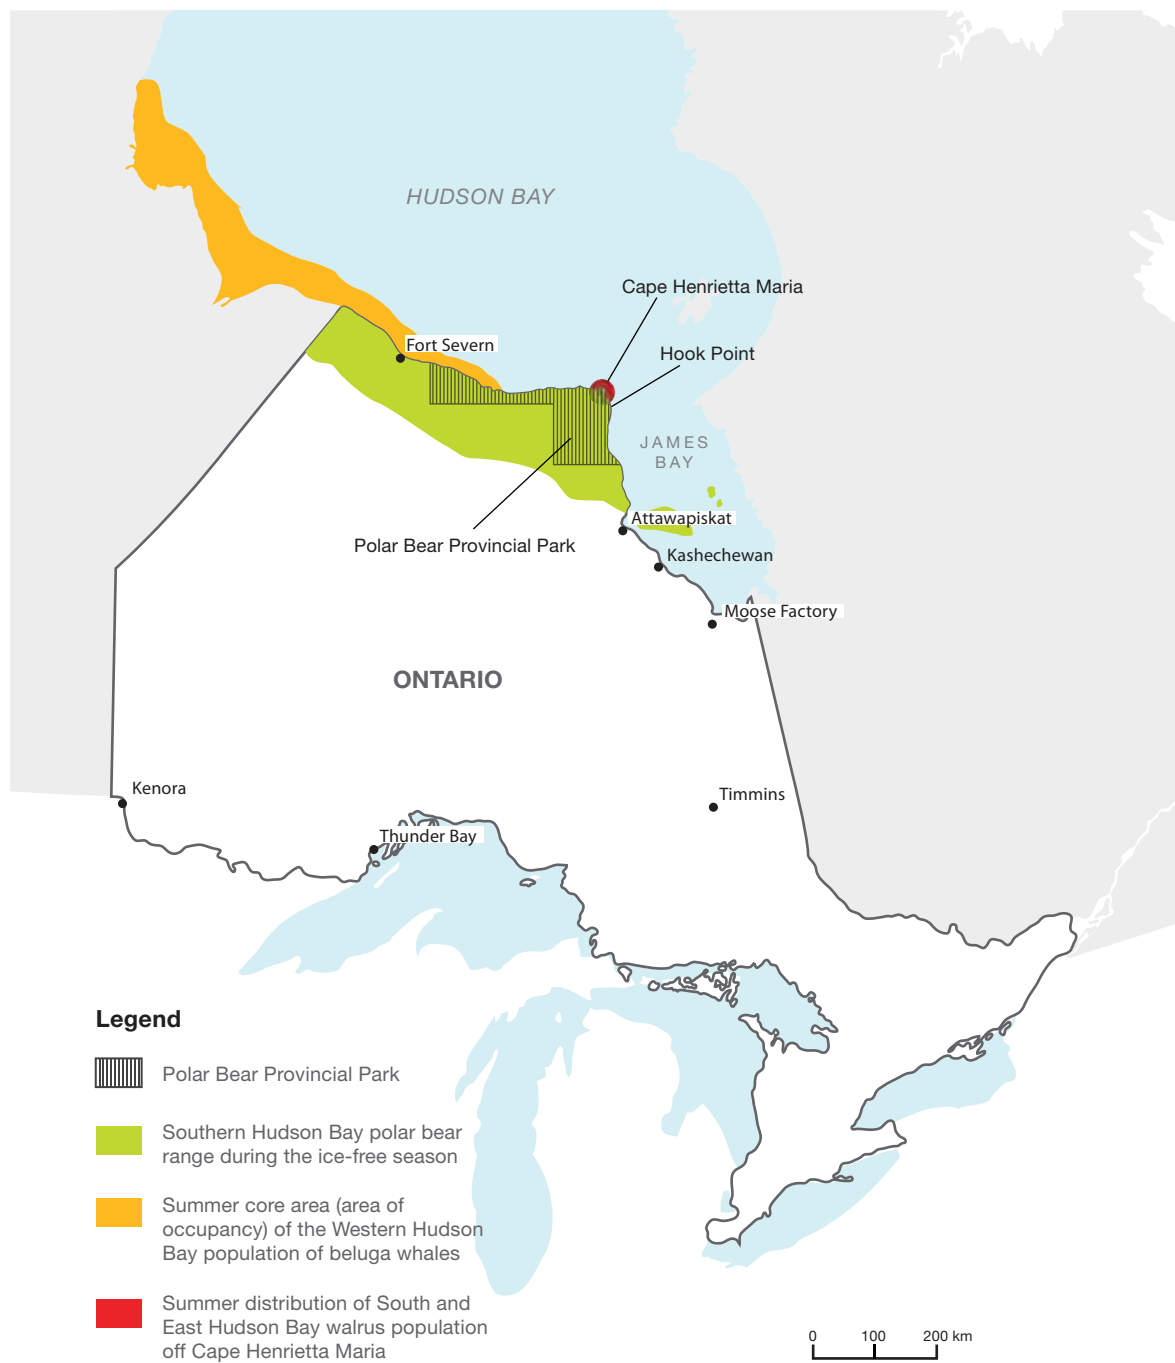 HUDSON BAY
Cape Henrietta Maria
Fort Severn
Hook Point
JAMES
BAY
Attawapiskat
Polar Bear Provincial Park
Kashechewan
Moose Factory
ONTARIO
Kenora
Timmins
Thunder Bay
Legend
Polar Bear Provincial Park
Southern Hudson Bay polar bear
range during the ice-free season
Summer core area (area of
occupancy) of the Western Hudson
Bay population of beluga whales
Summer distribution of South and
East Hudson Bay walrus population
off Cape Henrietta Maria
0 100 200 km